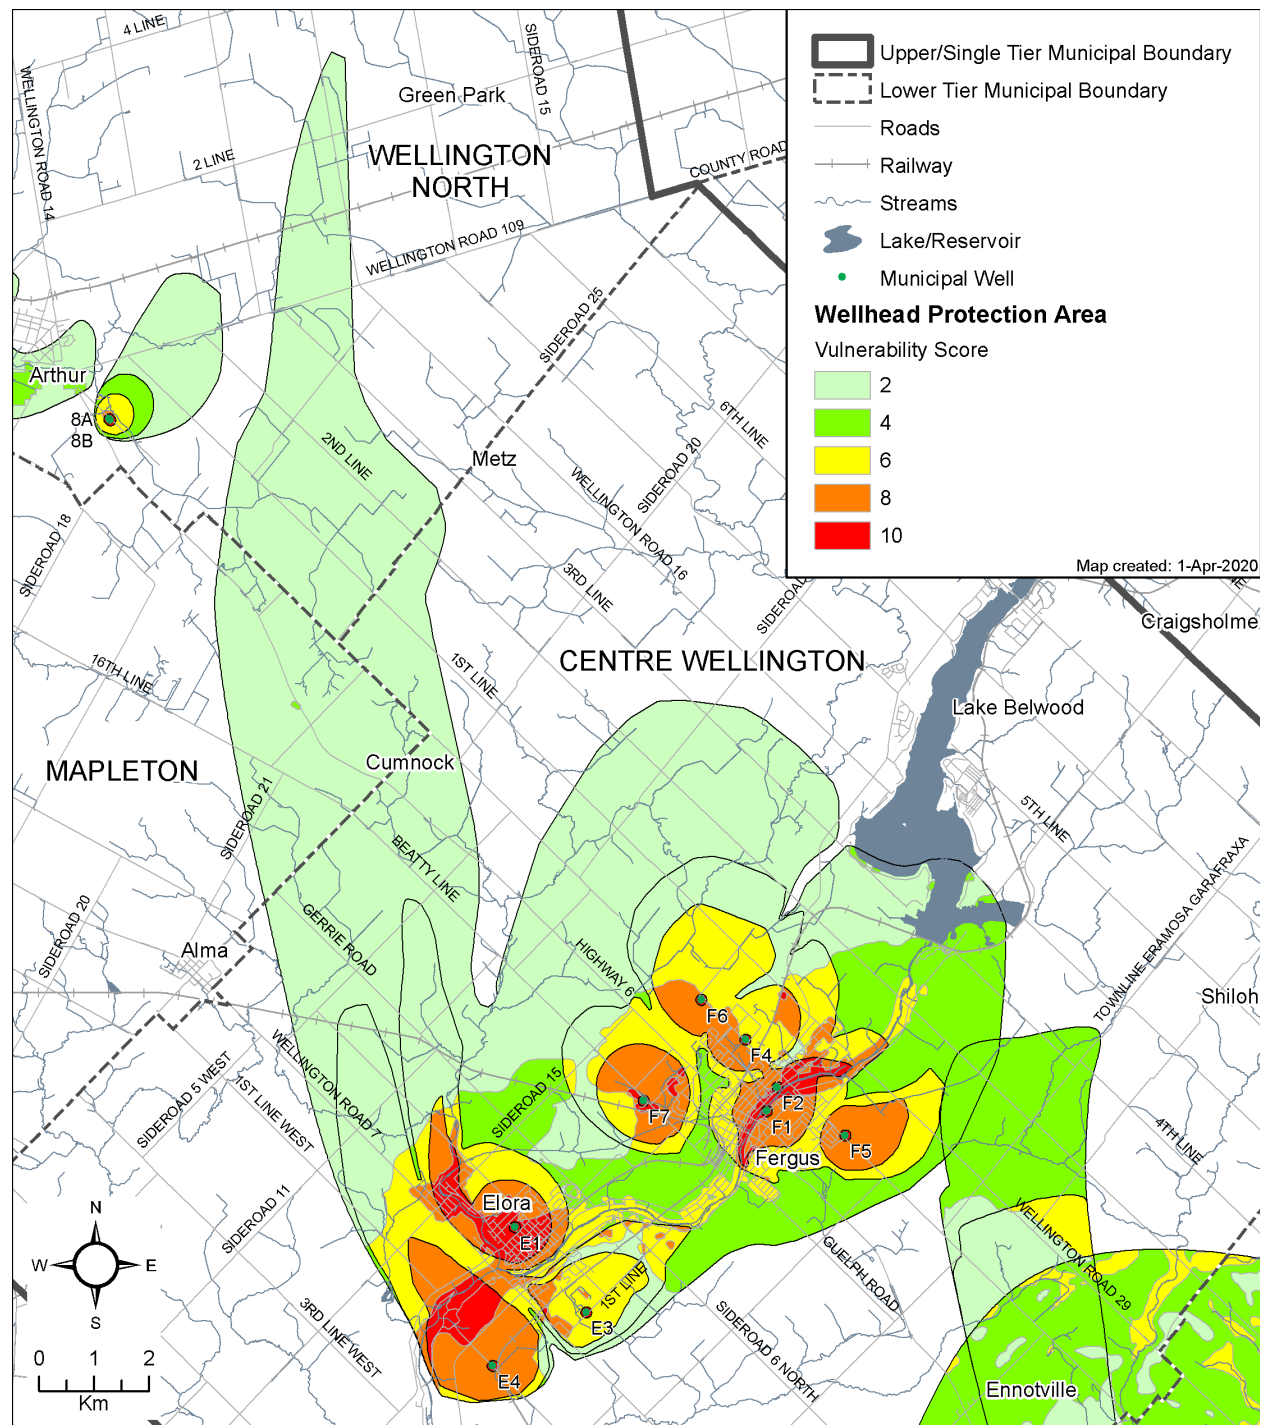 4 LINE
SIDEROAD 15
WELLINGTON ROAD 14
Green Park
2 LINE
WELLINGTON
NORTH
COUNTY ROAD
WELLINGTON ROAD 109
SIDEROAD 25
Arthur
8A
8B
2ND LINE
Metz
6TH LINE
SIDEROAD 20
WELLINGTON ROAD 16
SIDEROAD 18
3RD LINE
SIDEROAD
16TH LINE
1ST LINE
CENTRE WELLINGTON
Craigsholme
Lake Belwood
MAPLETON
Cumnock
SIDEROAD 21
BEATTY LINE
5TH LINE
TOWNLINE ERAMOSA GARAFRAXA
SIDEROAD 20
GERRIE ROAD
Alma
HIGHWAY 6
Shiloh
F6
F4
WELLINGTON ROAD 7
SIDEROAD 5 WEST
1ST LINE WEST
SIDEROAD 15
F7
F2
F1
F5
Fergus
4TH LINE
SIDEROAD 11
Elora
E1
WELLINGTON ROAD 29
GUELPH ROAD
1ST LINE
E3
3RD LINE WEST
SIDEROAD 6 NORTH
E4
Ennotville
N
W
E
S
0 1 2
Km
Upper/Single Tier Municipal Boundary
Lower Tier Municipal Boundary
Roads
Railway
Streams
Lake/Reservoir
Municipal Well
Wellhead Protection Area
Vulnerability Score
2
4
6
8
10
Map created: 1-Apr-2020